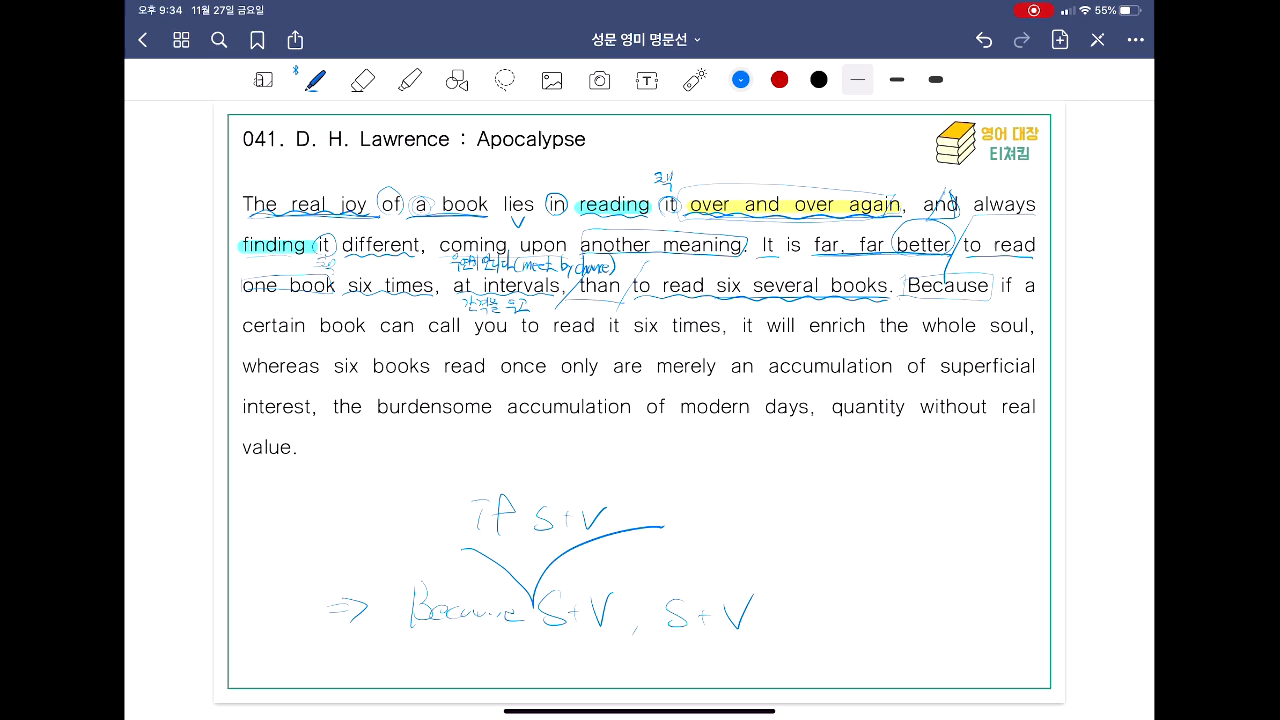 오후 9:34 11월 27일 금요일
55%
성문 영미 명문선
041. D. H. Lawrence : Apocalypse
영어 대장
티쳐킴
책
The real joy of a book lies in reading it over and over again, and always
finding it different, coming upon another meaning. It is far, far better to read
우연히 만나다 (meet by chance)
one book six times, at intervals, than to read six several books. Because if a
간격을 두고
certain book can call you to read it six times, it will enrich the whole soul,
whereas six books read once only are merely an accumulation of superficial
interest, the burdensome accumulation of modern days, quantity without real
value.
If S+V
⇒ Because S+V, S+V